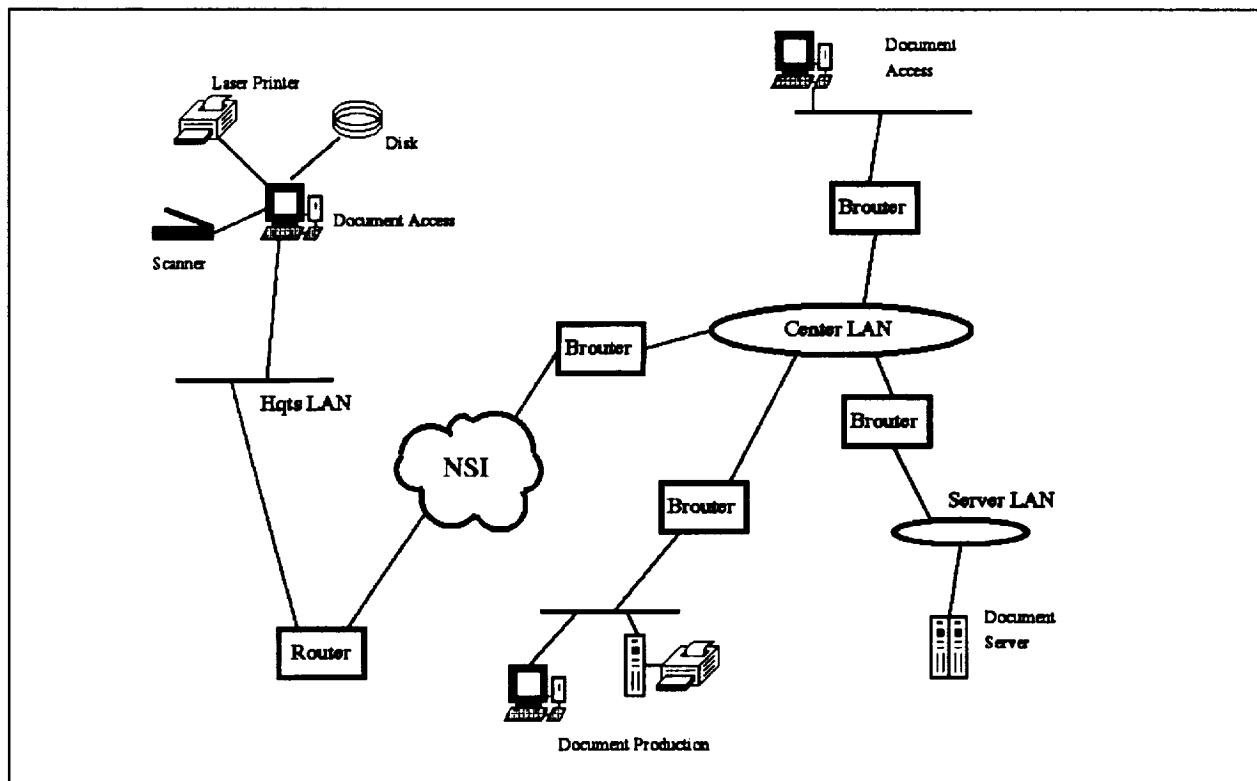 Document
Access
Laser Printer
Disk
Document Access
Scanner
Brouter
Center LAN
Brouter
Hqts LAN
Brouter
NSI
Brouter
Server LAN
Document
Server
Router
Document Production